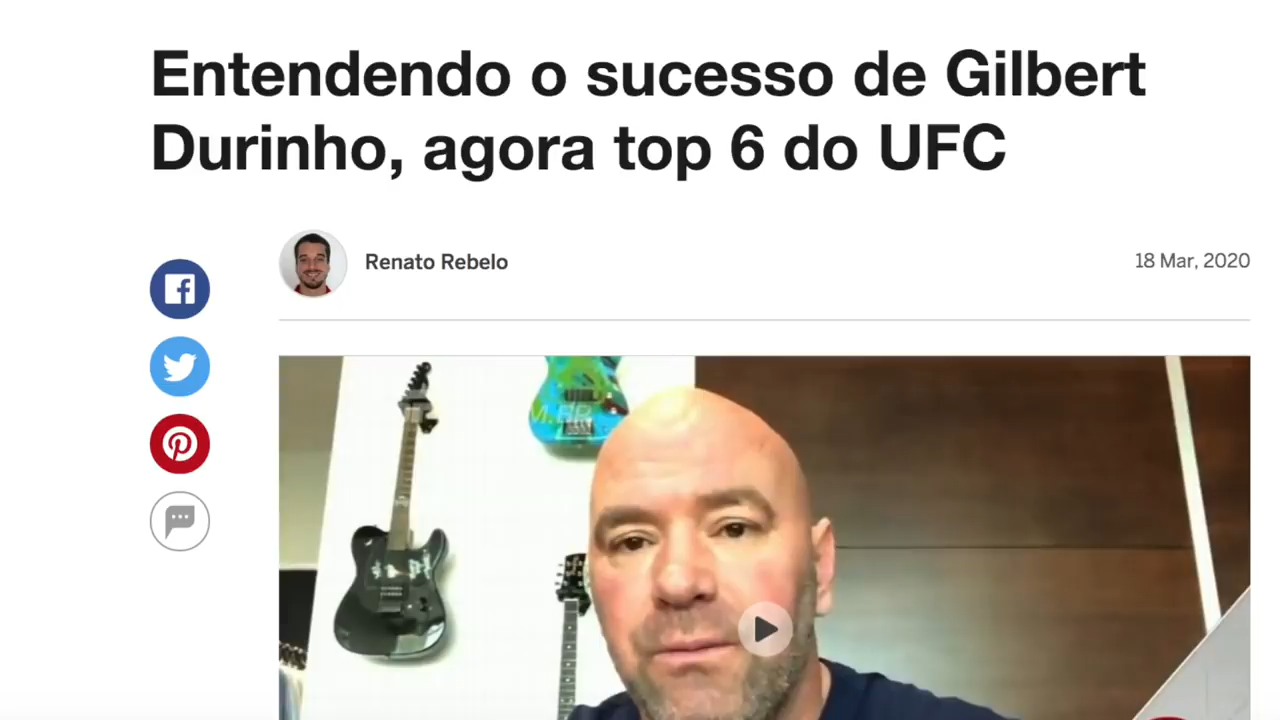 Entendendo o sucesso de Gilbert
Durinho, agora top 6 do UFC
Renato Rebelo
18 Mar, 2020